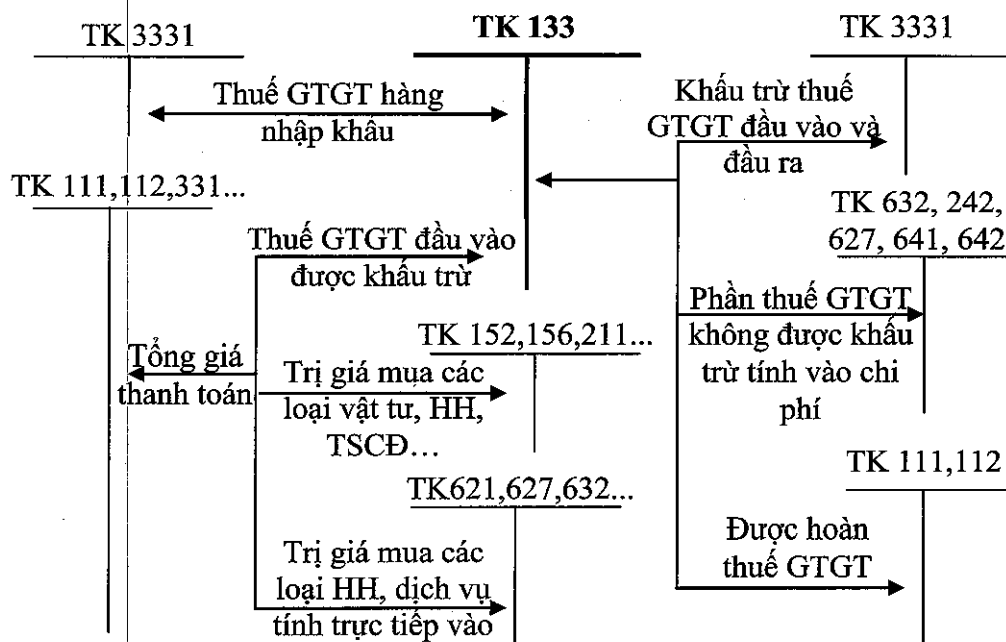 TK 3331
TK 133
TK 3331
Thuế GTGT hàng
nhập khẩu
Khấu trừ thuế
GTGT đầu vào và
đầu ra
TK 111,112,331...
TK 632, 242,
627, 641, 642
Thuế GTGT đầu vào
được khấu trừ
Phần thuế GTGT
không được khấu
trừ tính vào chi
phí
TK 152,156,211...
Tổng giá
thanh toán
Trị giá mua các
loại vật tư, HH,
TSCĐ...
TK 111,112
TK621,627,632...
Được hoàn
thuế GTGT
Trị giá mua các
loại HH, dịch vụ
tính trực tiếp vào